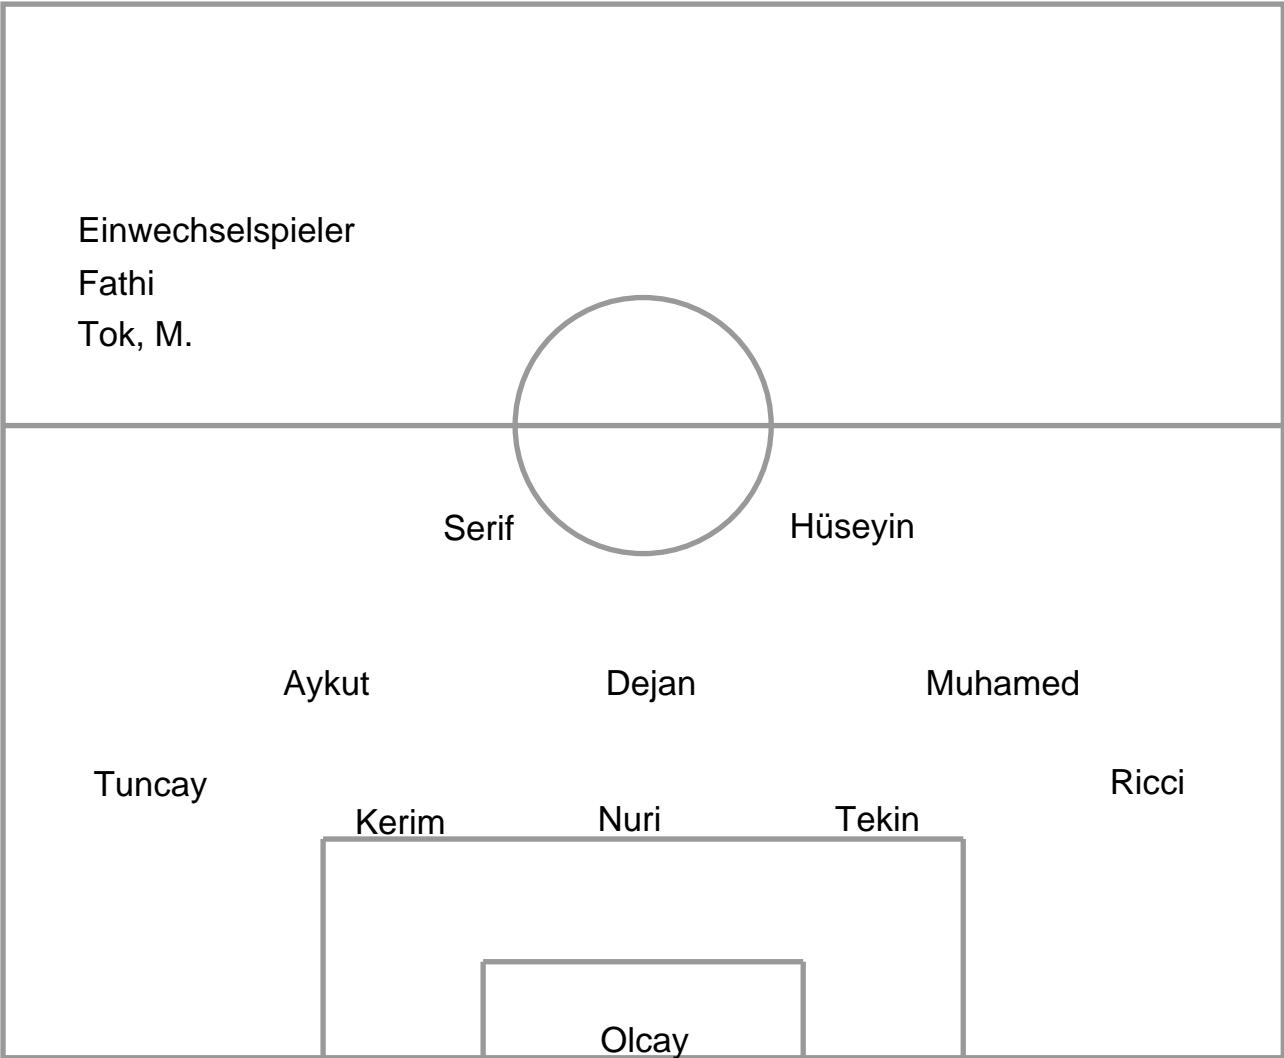 Einwechselspieler
Fathi
Tok, M.
Serif Hüseyin
Aykut Dejan Muhamed
Tuncay Ricci
Kerim Nuri Tekin
Olcay